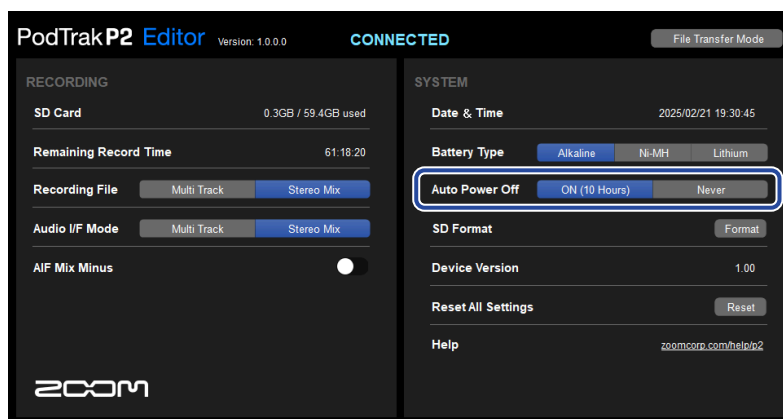 PodTrak P2 Editor Version: 1.0.0.0 CONNECTED File Transfer Mode
RECORDING
SD Card 0.3GB / 59.4GB used
Remaining Record Time 61:18:20
Recording File Multi Track Stereo Mix
Audio I/F Mode Multi Track Stereo Mix
AIF Mix Minus
ZOOM
SYSTEM
Date & Time 2025/02/21 19:30:45
Battery Type Alkaline Ni-MH Lithium
Auto Power Off ON (10 Hours) Never
SD Format Format
Device Version 1.00
Reset All Settings Reset
Help zoomcorp.com/help/p2